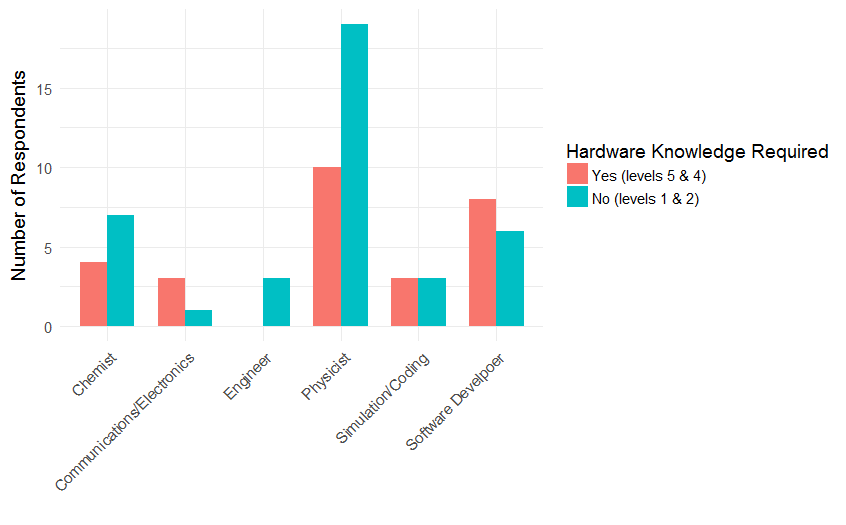 Number of Respondents
15
10
5
0
Chemist
Communications/Electronics
Engineer
Physicist
Simulation/Coding
Software Develpoer
Hardware Knowledge Required
Yes (levels 5 & 4)
No (levels 1 & 2)